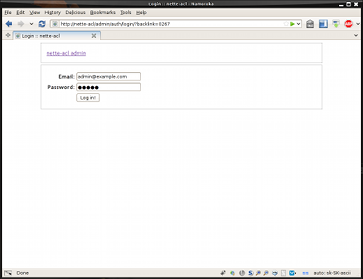 Login :: nette-acl - Namoroka
File Edit View History Delicious Bookmarks Tools Help
http://nette-acl/admin/auth/login/?backlink=0267
Login :: nette-acl
nette-acl admin
Email: admin@example.com
Password: ●●●●●
Log in!
Done
auto: sk-SK-ascii